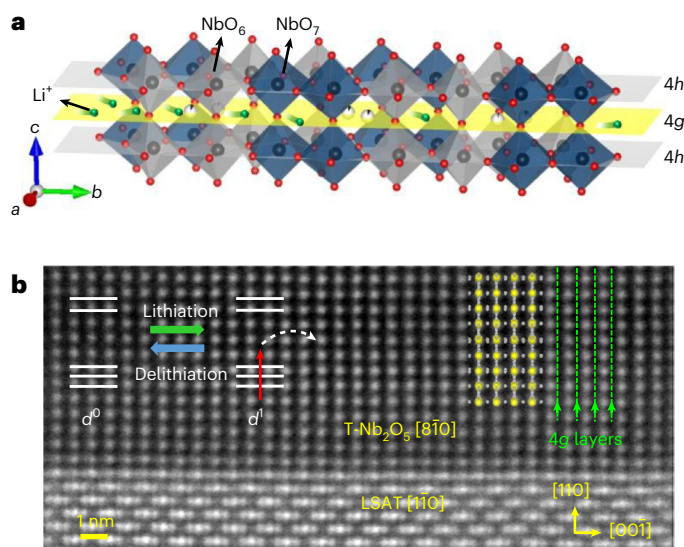 a
NbO₆
NbO₇
Li⁺
4h
4g
4h
c
b
a
b
Lithiation
Delithiation
d⁰
d¹
T-Nb₂O₅ [81̄0]
4g layers
LSAT [11̄0]
[110]
[001̄]
1 nm